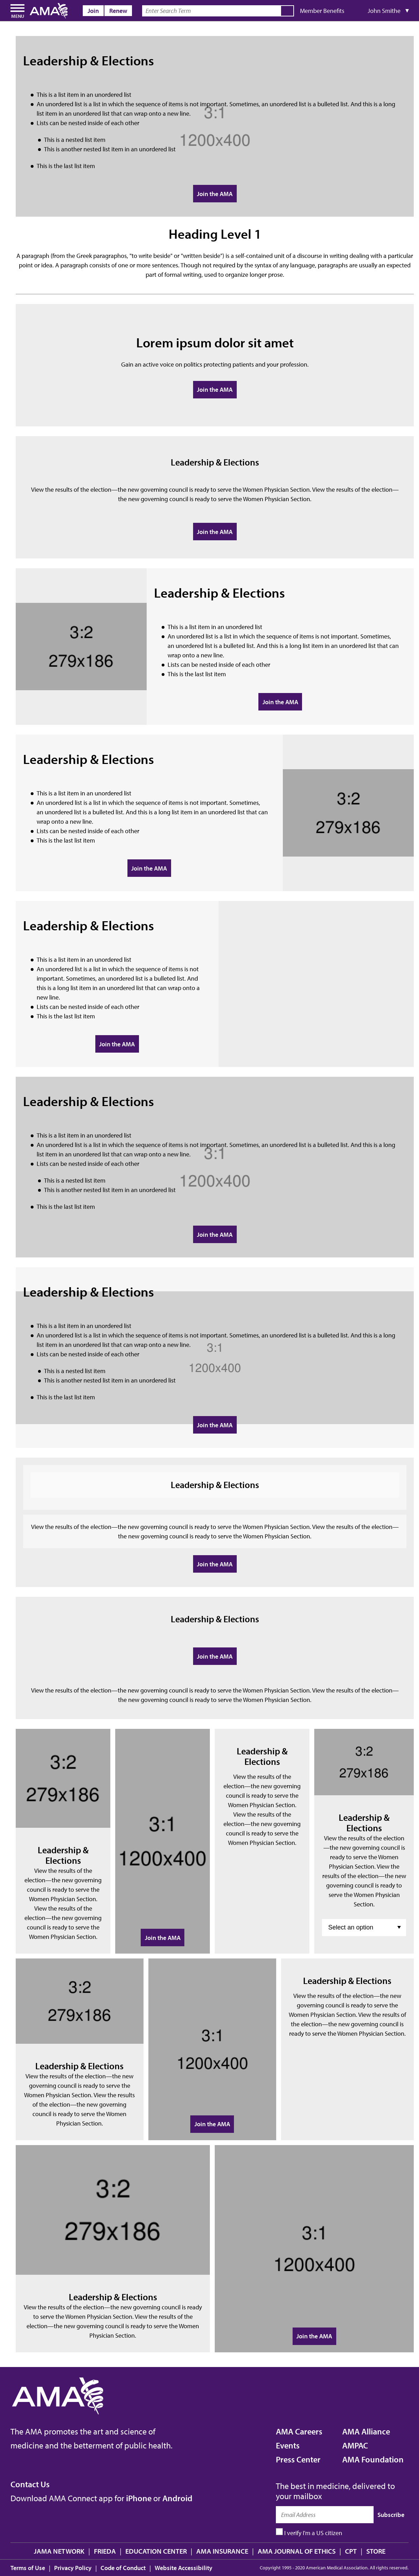 MENU
AMA
Join
Renew
Enter Search Term
Member Benefits
John Smithe
Leadership & Elections
This is a list item in an unordered list
An unordered list is a list in which the sequence of items is not important. Sometimes, an unordered list is a bulleted list. And this is a long
list item in an unordered list that can wrap onto a new line.
Lists can be nested inside of each other
This is a nested list item
This is another nested list item in an unordered list
This is the last list item
3:1
1200x400
Join the AMA
Heading Level 1
A paragraph (from the Greek paragraphos, "to write beside" or "written beside") is a self-contained unit of a discourse in writing dealing with a particular
point or idea. A paragraph consists of one or more sentences. Though not required by the syntax of any language, paragraphs are usually an expected
part of formal writing, used to organize longer prose.
Lorem ipsum dolor sit amet
Gain an active voice on politics protecting patients and your profession.
Join the AMA
Leadership & Elections
View the results of the election—the new governing council is ready to serve the Women Physician Section. View the results of the election—
the new governing council is ready to serve the Women Physician Section.
Join the AMA
3:2
279x186
Leadership & Elections
This is a list item in an unordered list
An unordered list is a list in which the sequence of items is not important. Sometimes,
an unordered list is a bulleted list. And this is a long list item in an unordered list that can
wrap onto a new line.
Lists can be nested inside of each other
This is the last list item
Join the AMA
Leadership & Elections
This is a list item in an unordered list
An unordered list is a list in which the sequence of items is not important. Sometimes,
an unordered list is a bulleted list. And this is a long list item in an unordered list that can
wrap onto a new line.
Lists can be nested inside of each other
This is the last list item
Join the AMA
3:2
279x186
Leadership & Elections
This is a list item in an unordered list
An unordered list is a list in which the sequence of items is not
important. Sometimes, an unordered list is a bulleted list. And
this is a long list item in an unordered list that can wrap onto a
new line.
Lists can be nested inside of each other
This is the last list item
Join the AMA
Leadership & Elections
This is a list item in an unordered list
An unordered list is a list in which the sequence of items is not important. Sometimes, an unordered list is a bulleted list. And this is a long
list item in an unordered list that can wrap onto a new line.
Lists can be nested inside of each other
This is a nested list item
This is another nested list item in an unordered list
This is the last list item
3:1
1200x400
Join the AMA
Leadership & Elections
This is a list item in an unordered list
An unordered list is a list in which the sequence of items is not important. Sometimes, an unordered list is a bulleted list. And this is a long
list item in an unordered list that can wrap onto a new line.
Lists can be nested inside of each other
This is a nested list item
This is another nested list item in an unordered list
This is the last list item
3:1
1200x400
Join the AMA
Leadership & Elections
View the results of the election—the new governing council is ready to serve the Women Physician Section. View the results of the election—
the new governing council is ready to serve the Women Physician Section.
Join the AMA
Leadership & Elections
Join the AMA
View the results of the election—the new governing council is ready to serve the Women Physician Section. View the results of the election—
the new governing council is ready to serve the Women Physician Section.
3:2
279x186
Leadership &
Elections
View the results of the
election—the new governing
council is ready to serve the
Women Physician Section.
View the results of the
election—the new governing
council is ready to serve the
Women Physician Section.
3:1
1200x400
Join the AMA
Leadership &
Elections
View the results of the
election—the new governing
council is ready to serve the
Women Physician Section.
View the results of the
election—the new governing
council is ready to serve the
Women Physician Section.
3:2
279x186
Leadership &
Elections
View the results of the election
—the new governing council is
ready to serve the Women
Physician Section. View the
results of the election—the new
governing council is ready to
serve the Women Physician
Section.
Select an option
3:2
279x186
Leadership & Elections
View the results of the election—the new
governing council is ready to serve the
Women Physician Section. View the results
of the election—the new governing
council is ready to serve the Women
Physician Section.
3:1
1200x400
Join the AMA
Leadership & Elections
View the results of the election—the new
governing council is ready to serve the
Women Physician Section. View the results of
the election—the new governing council is
ready to serve the Women Physician Section.
3:2
279x186
Leadership & Elections
View the results of the election—the new governing council is ready
to serve the Women Physician Section. View the results of the
election—the new governing council is ready to serve the Women
Physician Section.
3:1
1200x400
Join the AMA
AMA
The AMA promotes the art and science of
medicine and the betterment of public health.
AMA Careers
Events
Press Center
AMA Alliance
AMPAC
AMA Foundation
Contact Us
Download AMA Connect app for iPhone or Android
The best in medicine, delivered to
your mailbox
Email Address
Subscribe
I verify I'm a US citizen
JAMA NETWORK | FRIEDA | EDUCATION CENTER | AMA INSURANCE | AMA JOURNAL OF ETHICS | CPT | STORE
Terms of Use | Privacy Policy | Code of Conduct | Website Accessibility
Copyright 1995 - 2020 American Medical Association. All rights reserved.